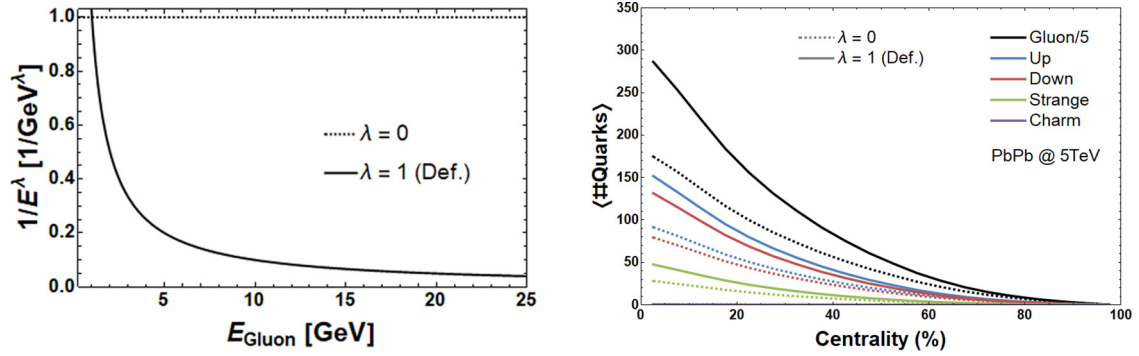 1/E^λ [1/GeV^λ]
1.0
0.8
0.6
0.4
0.2
0.0
λ = 0
λ = 1 (Def.)
5
10
15
20
25
E_Gluon [GeV]
⟨#Quarks⟩
350
300
250
200
150
100
50
0
λ = 0
λ = 1 (Def.)
Gluon/5
Up
Down
Strange
Charm
PbPb @ 5TeV
0
20
40
60
80
100
Centrality (%)